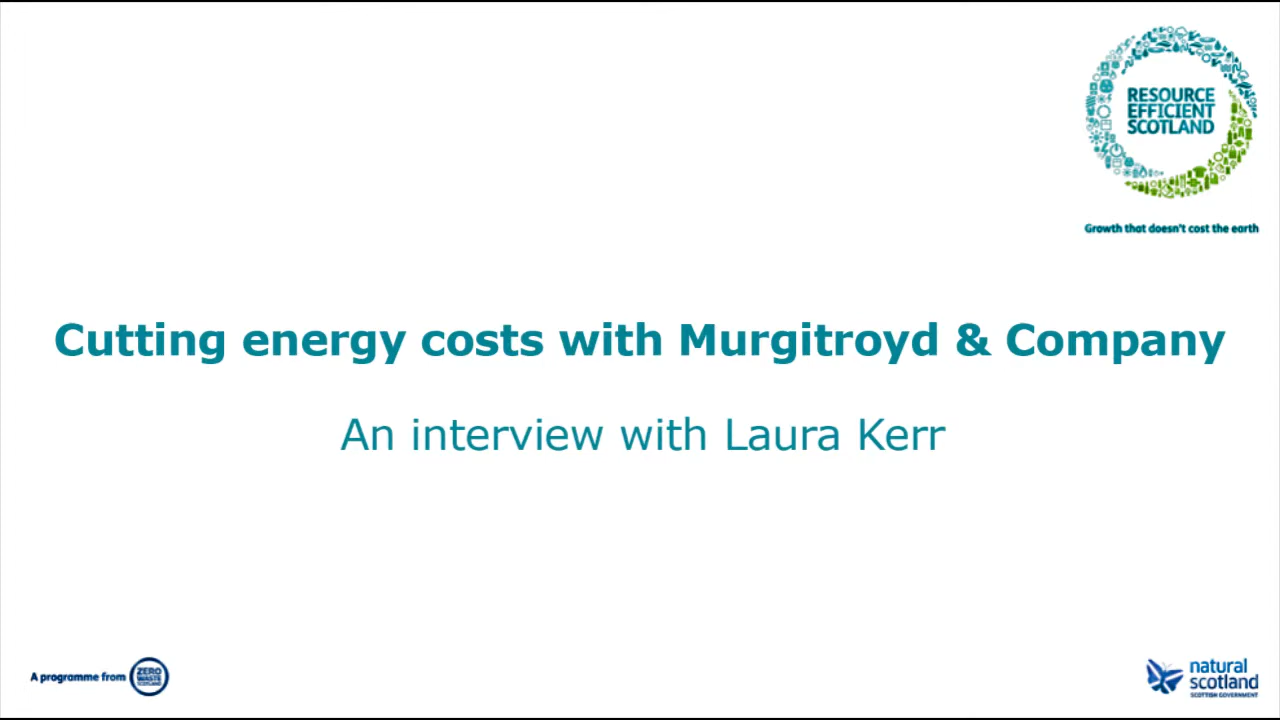 RESOURCE
EFFICIENT
SCOTLAND
Growth that doesn't cost the earth
Cutting energy costs with Murgitroyd & Company
An interview with Laura Kerr
A programme from
ZERO
WASTE
SCOTLAND
natural
scotland
SCOTTISH GOVERNMENT